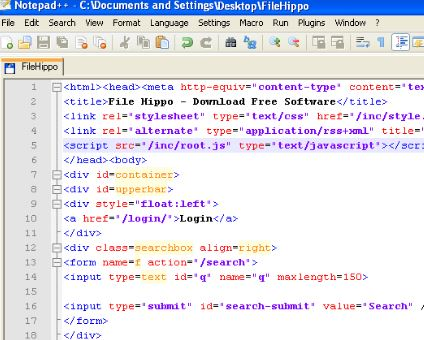 Notepad++ - C:\Documents and Settings\Desktop\FileHippo
File Edit Search View Format Language Settings Macro Run Plugins Window ?
FileHippo
1 <html><head><meta http-equiv="content-type" content="tex
2 <title>File Hippo - Download Free Software</title>
3 <link rel="stylesheet" type="text/css" href="/inc/style.
4 <link rel="alternate" type="application/rss+xml" title="
5 <script src="/inc/root.js" type="text/javascript"></scri
6 </head><body>
7 <div id=container>
8 <div id=upperbar>
9 <div style="float:left">
10 <a href="/login/">Login</a>
11 </div>
12 <div class=searchbox align=right>
13 <form name=f action="/search">
14 <input type=text id="q" name="q" maxlength=150>
15
16 <input type="submit" id="search-submit" value="Search" /
17 </form>
18 </div>